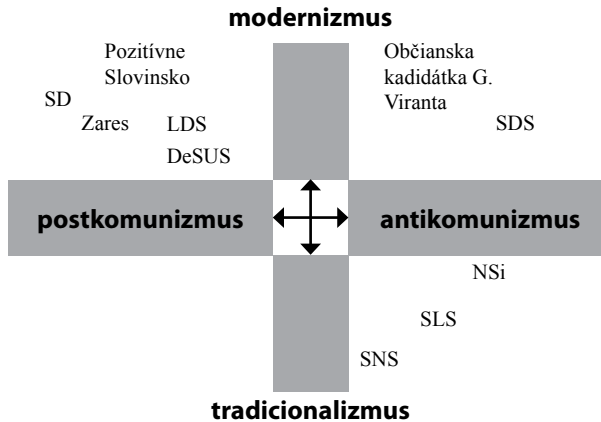 modernizmus
Pozitívne
Slovinsko
SD
Zares
LDS
DeSUS
Občianska
kadidátka G.
Viranta
SDS
postkomunizmus
antikomunizmus
NSi
SLS
SNS
tradicionalizmus